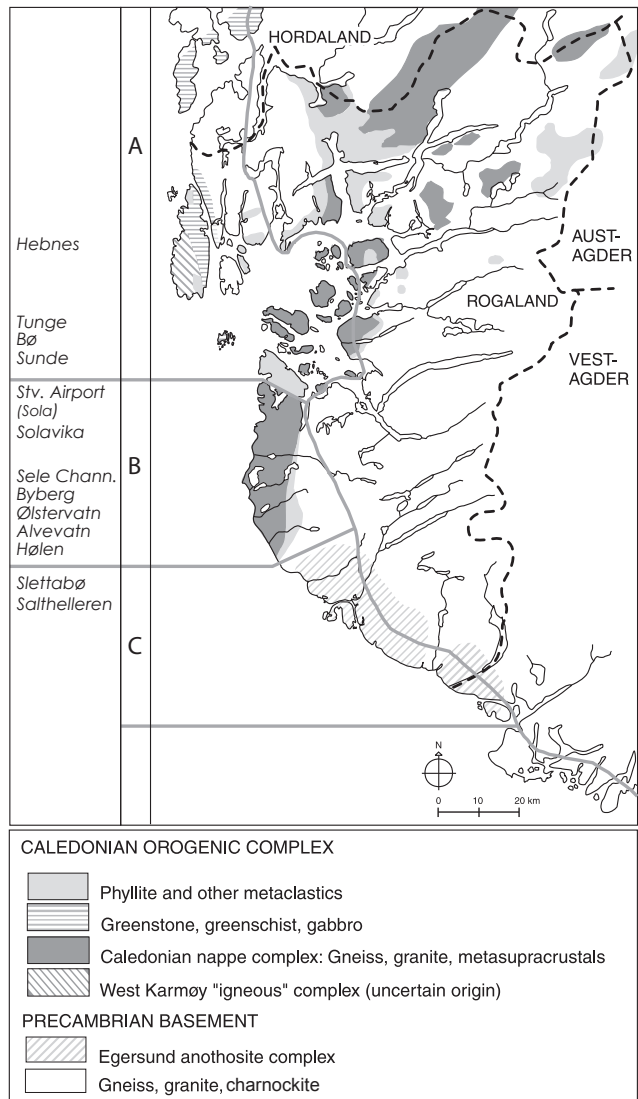 HORDALAND
A
Hebnes
AUST-
AGDER
ROGALAND
Tunge
Bø
Sunde
VEST-
AGDER
Stv. Airport
(Sola)
Solavika
B
Sele Chann.
Byberg
Ølstervatn
Alvevatn
Hølen
Slettabø
Salthelleren
C
N
0 10 20 km
CALEDONIAN OROGENIC COMPLEX
Phyllite and other metaclastics
Greenstone, greenschist, gabbro
Caledonian nappe complex: Gneiss, granite, metasupracrustals
West Karmøy "igneous" complex (uncertain origin)
PRECAMBRIAN BASEMENT
Egersund anothosite complex
Gneiss, granite, charnockite